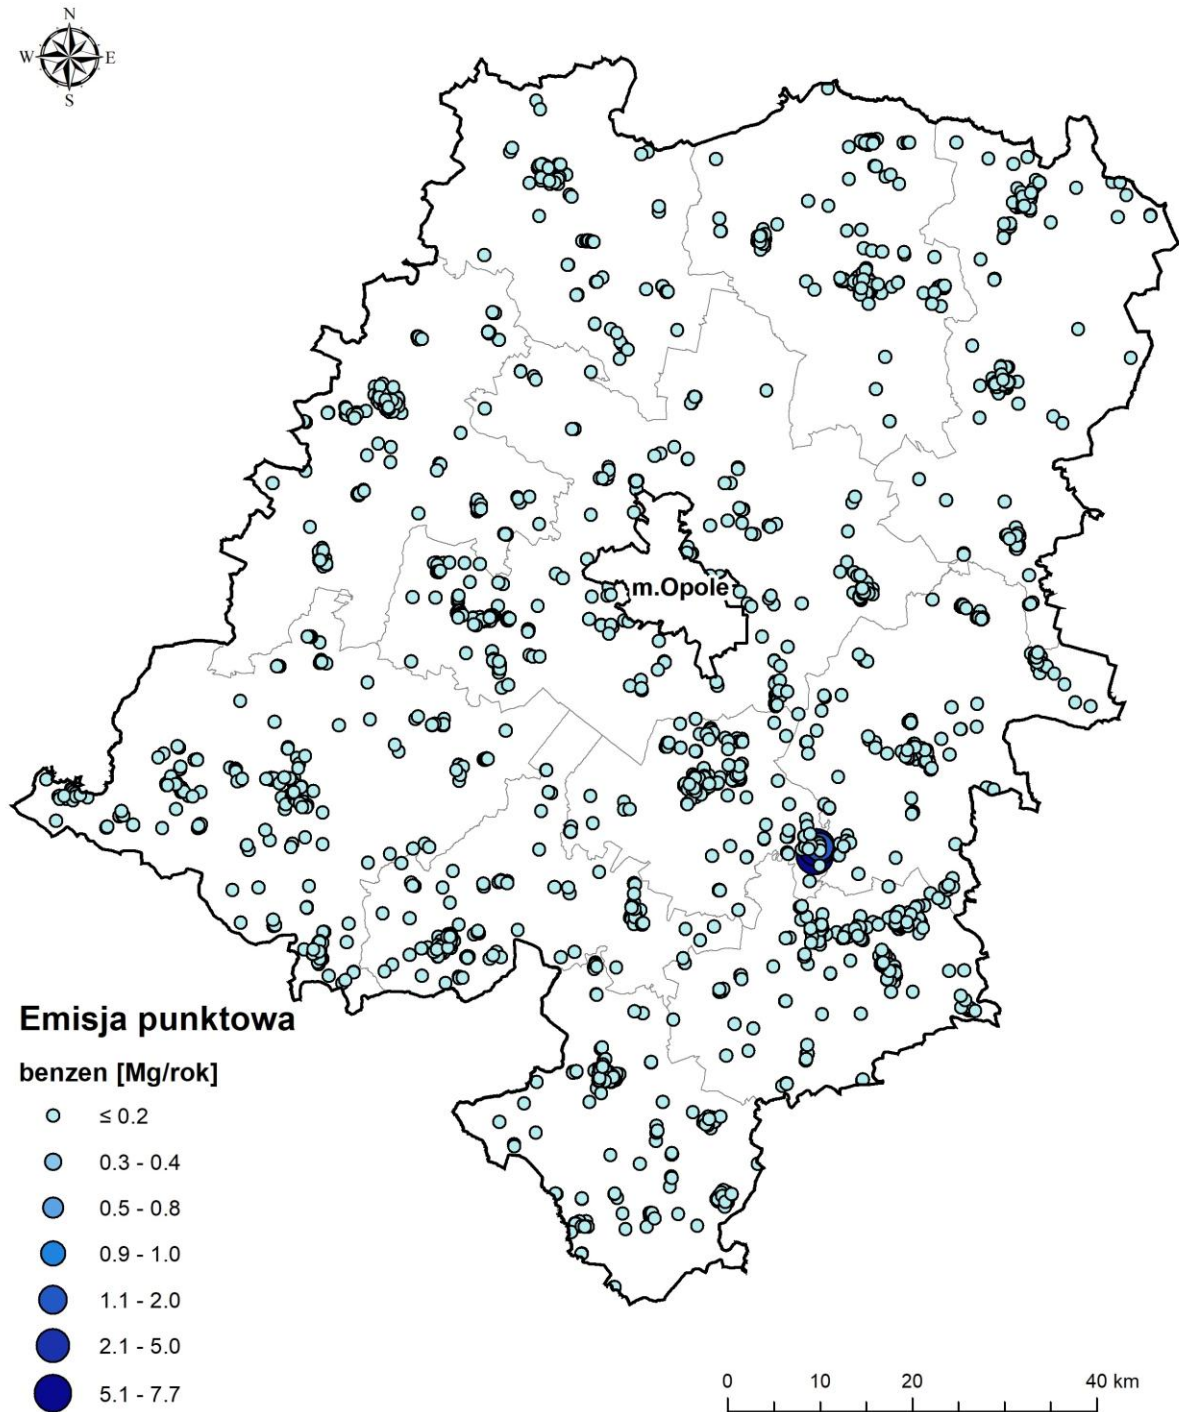 N
W E
S
m.Opole
Emisja punktowa
benzen [Mg/rok]
≤ 0.2
0.3 - 0.4
0.5 - 0.8
0.9 - 1.0
1.1 - 2.0
2.1 - 5.0
5.1 - 7.7
0 10 20 40 km